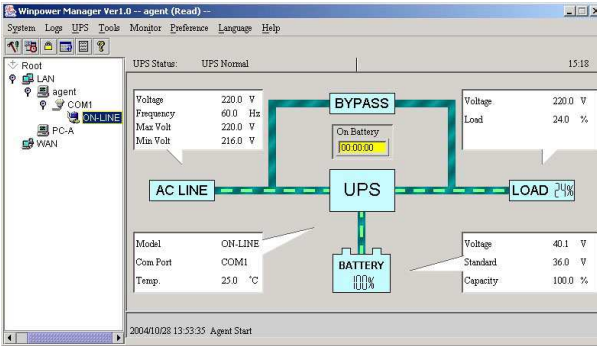 Winpower Manager Ver1.0 -- agent (Read) --
System Logs UPS Tools Monitor Preference Language Help
Root
LAN
agent
COM1
ON-LINE
PC-A
WAN
UPS Status: UPS Normal 15:18
Voltage 220.0 V
Frequency 60.0 Hz
Max Volt 220.0 V
Min Volt 216.0 V
BYPASS
On Battery
00:00:00
Voltage 220.0 V
Load 24.0 %
AC LINE
UPS
LOAD 24%
Model ON-LINE
Com Port COM1
Temp. 25.0 °C
BATTERY
100%
Voltage 40.1 V
Standard 36.0 V
Capacity 100.0 %
2004/10/28 13:53:35 Agent Start